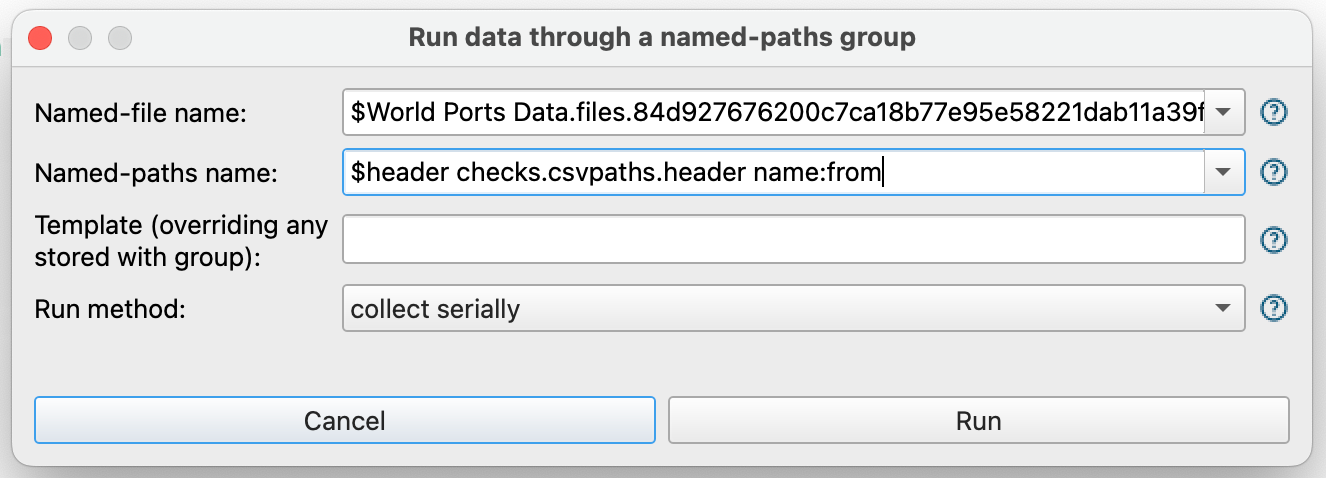 Run data through a named-paths group
Named-file name:
$World Ports Data.files.84d927676200c7ca18b77e95e58221dab11a39f
?
Named-paths name:
$header checks.csvpaths.header name:from
?
Template (overriding any
stored with group):
?
Run method:
collect serially
?
Cancel
Run